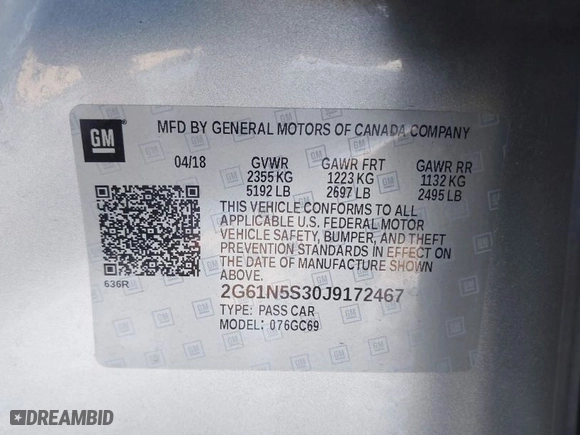 GM
MFD BY GENERAL MOTORS OF CANADA COMPANY
04/18 GVWR GAWR FRT GAWR RR
2355 KG 1223 KG 1132 KG
5192 LB 2697 LB 2495 LB
THIS VEHICLE CONFORMS TO ALL
APPLICABLE U.S. FEDERAL MOTOR
VEHICLE SAFETY, BUMPER, AND THEFT
PREVENTION STANDARDS IN EFFECT ON
THE DATE OF MANUFACTURE SHOWN
ABOVE.
636R
2G61N5S30J9172467
TYPE: PASS CAR
MODEL: 076GC69
DREAMBID